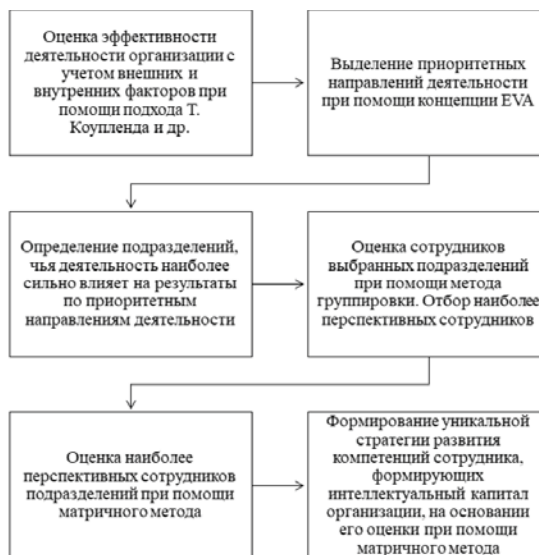 Оценка эффективности
деятельности организации с
учетом внешних и
внутренних факторов при
помощи подхода Т.
Коупленда и др.
Выделение приоритетных
направлений деятельности
при помощи концепции EVA
Определение подразделений,
чья деятельность наиболее
сильно влияет на результаты
по приоритетным
направлениям деятельности
Оценка сотрудников
выбранных подразделений
при помощи метода
группировки. Отбор наиболее
перспективных сотрудников
Оценка наиболее
перспективных сотрудников
подразделений при помощи
матричного метода
Формирование уникальной
стратегии развития
компетенций сотрудника,
формирующих
интеллектуальный капитал
организации, на основании
его оценки при помощи
матричного метода